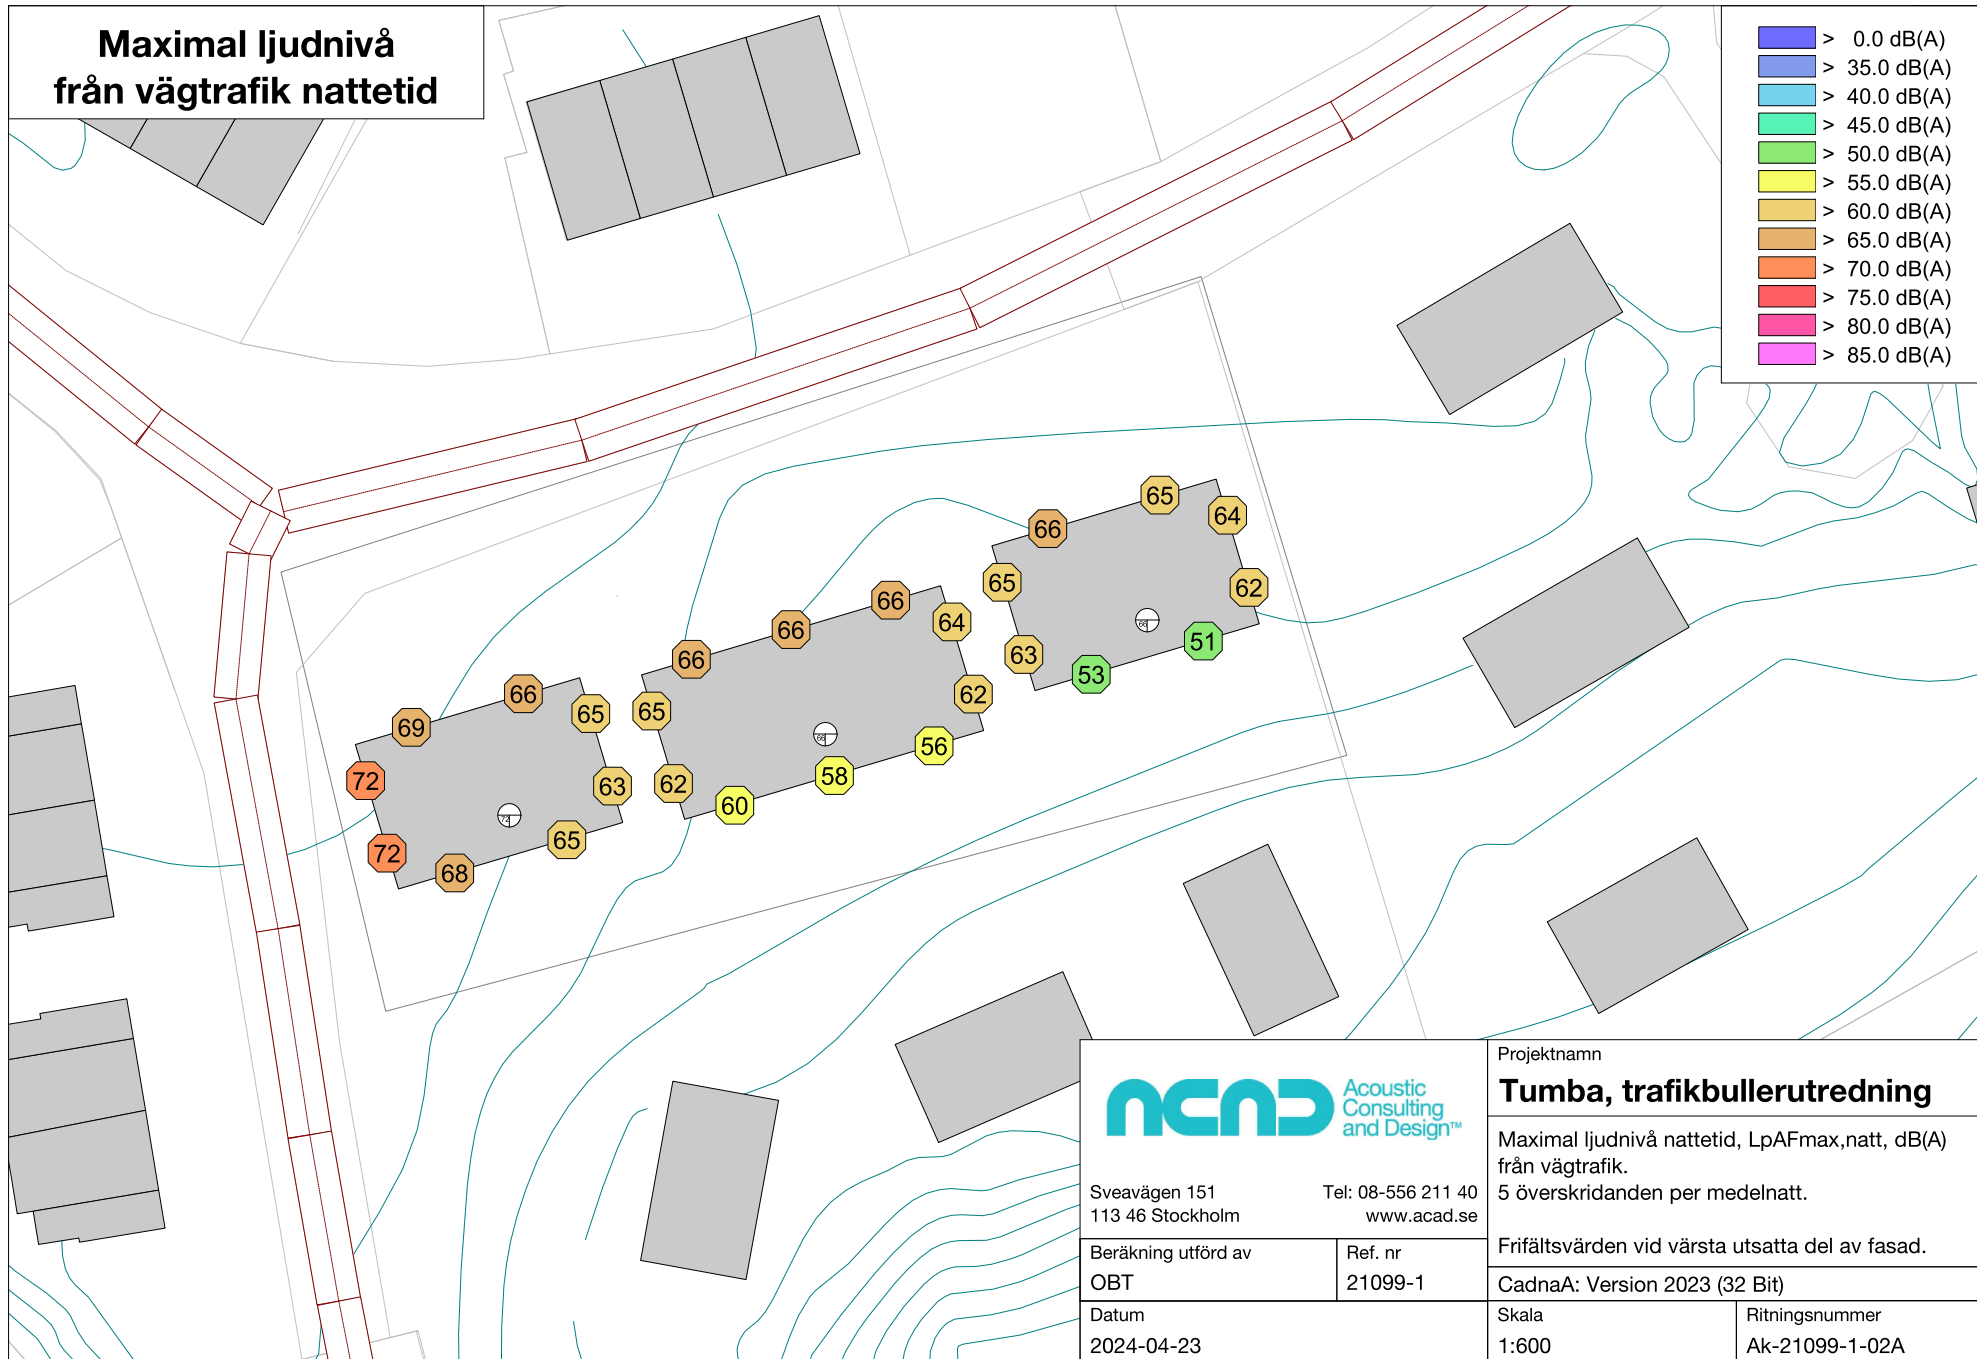 Maximal ljudnivå
från vägtrafik nattetid
> 0.0 dB(A)
> 35.0 dB(A)
> 40.0 dB(A)
> 45.0 dB(A)
> 50.0 dB(A)
> 55.0 dB(A)
> 60.0 dB(A)
> 65.0 dB(A)
> 70.0 dB(A)
> 75.0 dB(A)
> 80.0 dB(A)
> 85.0 dB(A)
65
66
64
65
62
66
66
64
63
51
66
53
66
65
62
69
65
56
72
63
62
58
60
72
65
68
66
66
72
acad
Acoustic
Consulting
and Design™
Sveavägen 151
Tel: 08-556 211 40
113 46 Stockholm
www.acad.se
Beräkning utförd av
OBT
Ref. nr
21099-1
Datum
2024-04-23
Projektnamn
Tumba, trafikbullerutredning
Maximal ljudnivå nattetid, LpAFmax,natt, dB(A)
från vägtrafik.
5 överskridanden per medelnatt.
Frifältsvärden vid värsta utsatta del av fasad.
CadnaA: Version 2023 (32 Bit)
Skala
1:600
Ritningsnummer
Ak-21099-1-02A